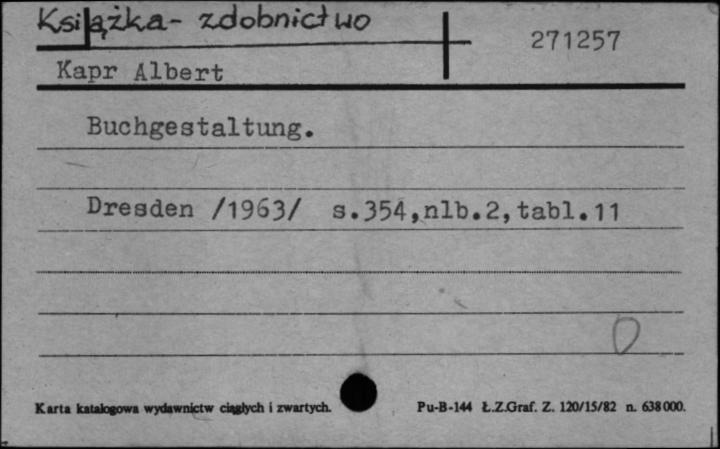 Książka - zdobnictwo
271257
Kapr Albert
Buchgestaltung.
Dresden /1963/ s.354,nlb.2,tabl.11
Karta katalogowa wydawnictw ciągłych i zwartych.
Pu-B-144 Ł.Z.Graf. Z. 120/15/82 n. 638000.